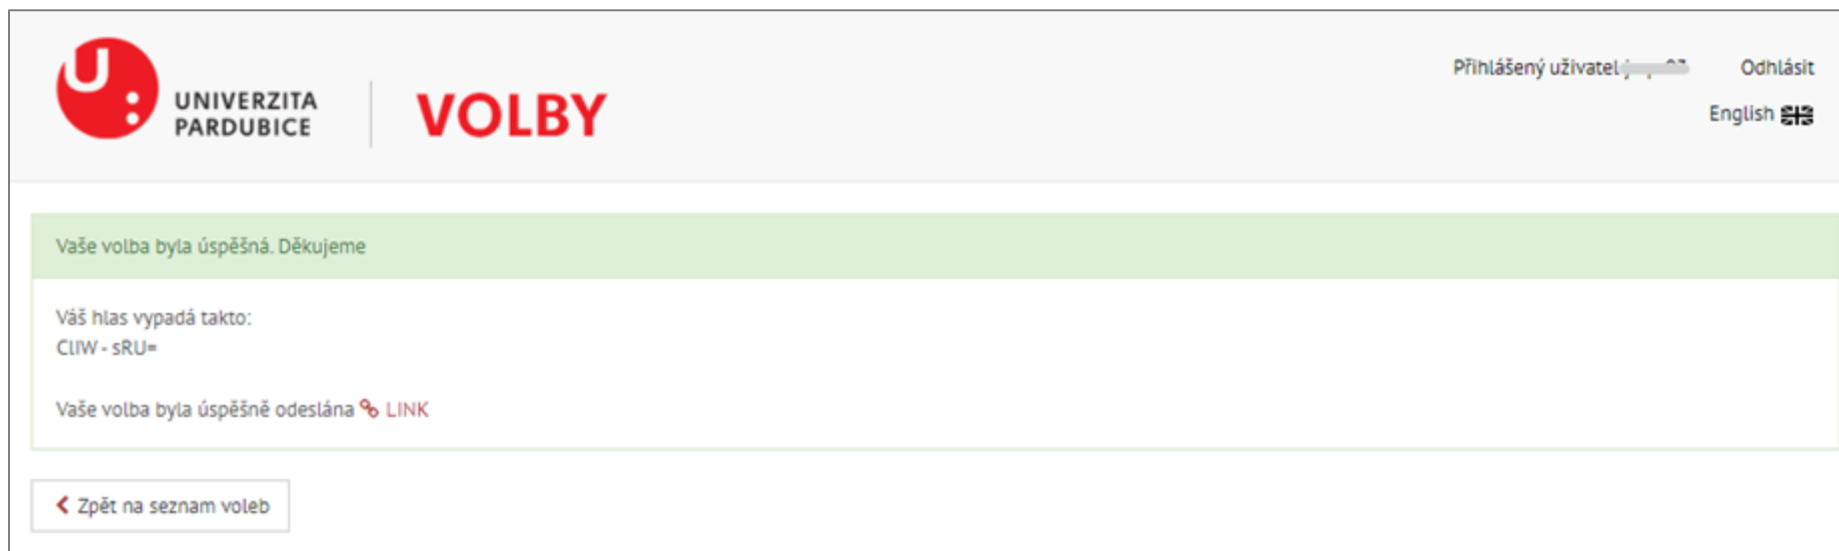 UNIVERZITA
PARDUBICE
VOLBY
Přihlášený uživatel
Odhlásit
English
Vaše volba byla úspěšná. Děkujeme
Váš hlas vypadá takto:
ClIW - sRU=
Vaše volba byla úspěšně odeslána LINK
Zpět na seznam voleb